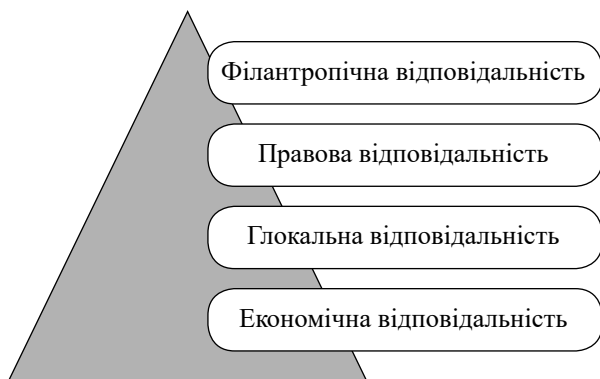 Філантропічна відповідальність
Правова відповідальність
Глокальна відповідальність
Економічна відповідальність